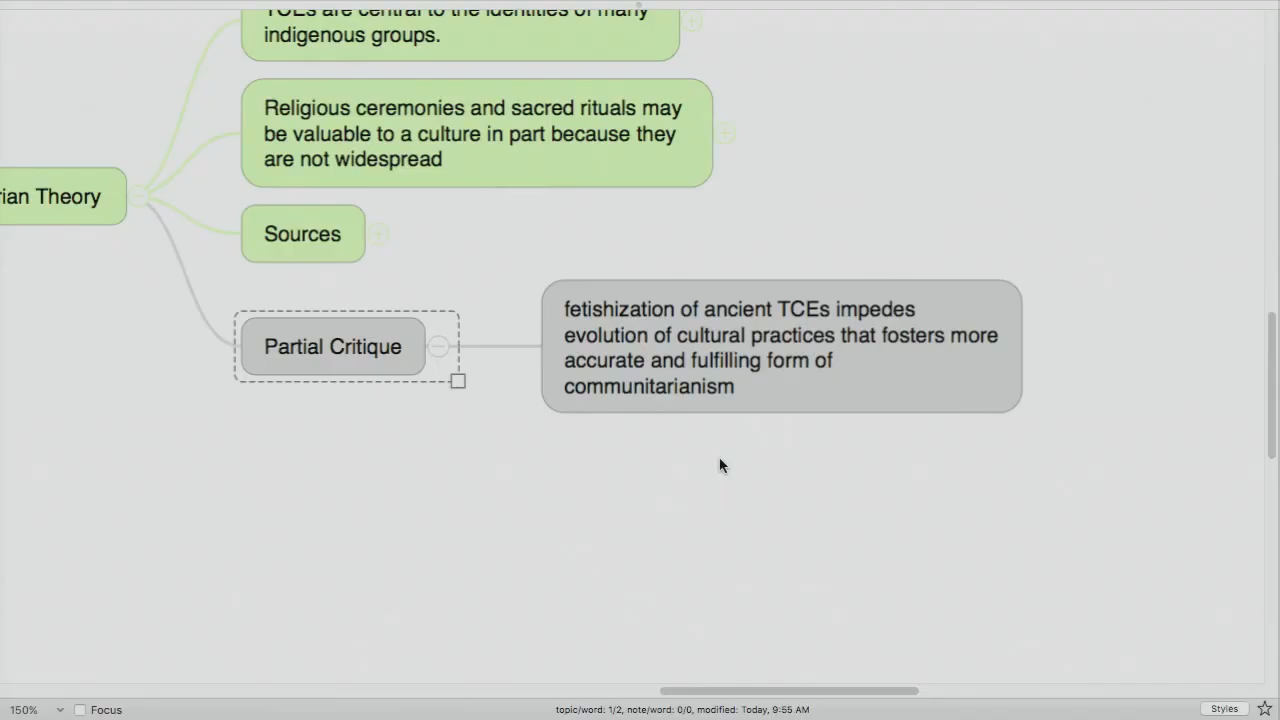 TCEs are central to the identities of many
indigenous groups.
Religious ceremonies and sacred rituals may
be valuable to a culture in part because they
are not widespread
rian Theory
Sources
Partial Critique
fetishization of ancient TCEs impedes
evolution of cultural practices that fosters more
accurate and fulfilling form of
communitarianism
150%
Focus
topic/word: 1/2, note/word: 0/0, modified: Today, 9:55 AM
Styles